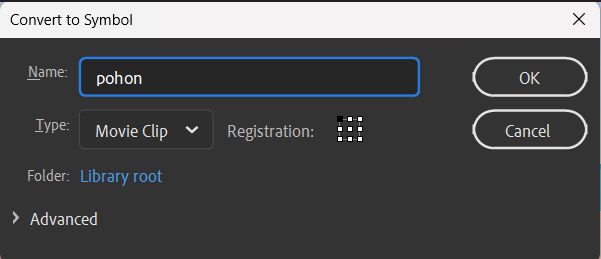 Convert to Symbol
Name: pohon OK
Type: Movie Clip Registration: Cancel
Folder: Library root
Advanced